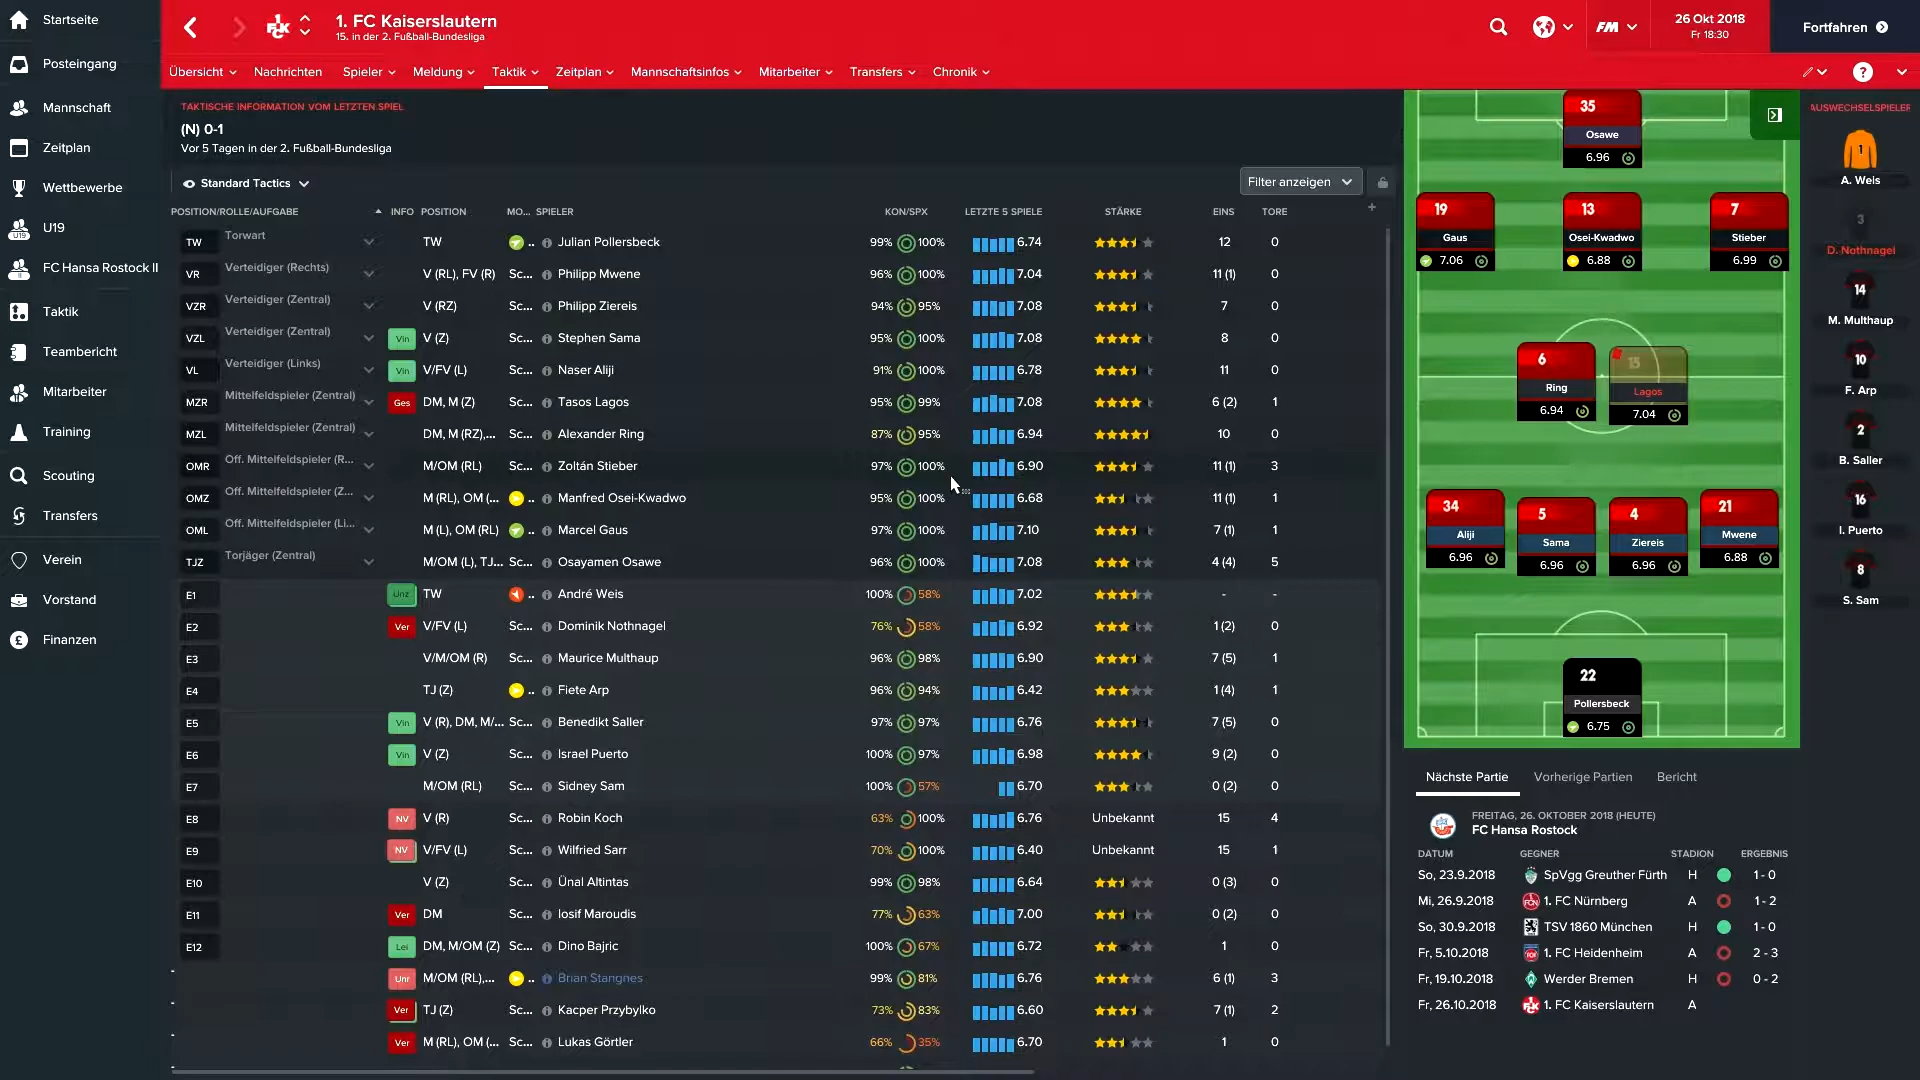 Startseite
Posteingang
Mannschaft
Zeitplan
Wettbewerbe
U19
FC Hansa Rostock II
Taktik
Teambericht
Mitarbeiter
Training
Scouting
Transfers
Verein
Vorstand
Finanzen
1. FC Kaiserslautern
15. in der 2. Fußball-Bundesliga
FM
26 Okt 2018
Fr 18:30
Fortfahren
Übersicht
Nachrichten
Spieler
Meldung
Taktik
Zeitplan
Mannschaftsinfos
Mitarbeiter
Transfers
Chronik
TAKTISCHE INFORMATION VOM LETZTEN SPIEL
(N) 0-1
Vor 5 Tagen in der 2. Fußball-Bundesliga
Standard Tactics
Filter anzeigen
POSITION/ROLLE/AUFGABE INFO POSITION MO... SPIELER KON/SPX LETZTE 5 SPIELE STÄRKE EINS TORE
TW Torwart TW .. Julian Pollersbeck 99% 100% 6.74 12 0
VR Verteidiger (Rechts) V (RL), FV (R) Sc... Philipp Mwene 96% 100% 7.04 11 (1) 0
VZR Verteidiger (Zentral) V (RZ) Sc... Philipp Ziereis 94% 95% 7.08 7 0
VZL Verteidiger (Zentral) Vin V (Z) Sc... Stephen Sama 95% 100% 7.08 8 0
VL Verteidiger (Links) Vin V/FV (L) Sc... Naser Aliji 91% 100% 6.78 11 0
MZR Mittelfeldspieler (Zentral) Ges DM, M (Z) Sc... Tasos Lagos 95% 99% 7.08 6 (2) 1
MZL Mittelfeldspieler (Zentral) DM, M (RZ),... Sc... Alexander Ring 87% 95% 6.94 10 0
OMR Off. Mittelfeldspieler (R... M/OM (RL) Sc... Zoltán Stieber 97% 100% 6.90 11 (1) 3
OMZ Off. Mittelfeldspieler (Z... M (RL), OM (... .. Manfred Osei-Kwadwo 95% 100% 6.68 11 (1) 1
OML Off. Mittelfeldspieler (Li... M (L), OM (RL) .. Marcel Gaus 97% 100% 7.10 7 (1) 1
TJZ Torjäger (Zentral) M/OM (L), TJ... Sc... Osayamen Osawe 96% 100% 7.08 4 (4) 5
E1 Unz TW .. André Weis 100% 58% 7.02 - -
E2 Ver V/FV (L) Sc... Dominik Nothnagel 76% 58% 6.92 1 (2) 0
E3 V/M/OM (R) Sc... Maurice Multhaup 96% 98% 6.90 7 (5) 1
E4 TJ (Z) .. Fiete Arp 96% 94% 6.42 1 (4) 1
E5 Vin V (R), DM, M/... Sc... Benedikt Saller 97% 97% 6.76 7 (5) 0
E6 Vin V (Z) Sc... Israel Puerto 100% 97% 6.98 9 (2) 0
E7 M/OM (RL) Sc... Sidney Sam 100% 57% 6.70 0 (2) 0
E8 NV V (R) Sc... Robin Koch 63% 100% 6.76 Unbekannt 15 4
E9 NV V/FV (L) Sc... Wilfried Sarr 70% 100% 6.40 Unbekannt 15 1
E10 V (Z) Sc... Ünal Altintas 99% 98% 6.64 0 (3) 0
E11 Ver DM Sc... Iosif Maroudis 77% 63% 7.00 0 (2) 0
E12 Lei DM, M/OM (Z) Sc... Dino Bajric 100% 67% 6.72 1 0
- Unr M/OM (RL),... .. Brian Stangnes 99% 81% 6.76 6 (1) 3
- Ver TJ (Z) Sc... Kacper Przybylko 73% 83% 6.60 7 (1) 2
- Ver M (RL), OM (... Sc... Lukas Görtler 66% 35% 6.70 1 0
35
Osawe
6.96
19
Gaus
7.06
13
Osei-Kwadwo
6.88
7
Stieber
6.99
6
Ring
6.94
15
Lagos
7.04
34
Aliji
6.96
5
Sama
6.96
4
Ziereis
6.96
21
Mwene
6.88
22
Pollersbeck
6.75
AUSWECHSELSPIELER
1
A. Weis
3
D. Nothnagel
14
M. Multhaup
10
F. Arp
2
B. Saller
16
I. Puerto
8
S. Sam
Nächste Partie
Vorherige Partien
Bericht
FREITAG, 26. OKTOBER 2018 (HEUTE)
FC Hansa Rostock
DATUM GEGNER STADION ERGEBNIS
So, 23.9.2018 SpVgg Greuther Fürth H 1 - 0
Mi, 26.9.2018 1. FC Nürnberg A 1 - 2
So, 30.9.2018 TSV 1860 München H 1 - 0
Fr, 5.10.2018 1. FC Heidenheim A 2 - 3
Fr, 19.10.2018 Werder Bremen H 0 - 2
Fr, 26.10.2018 1. FC Kaiserslautern A